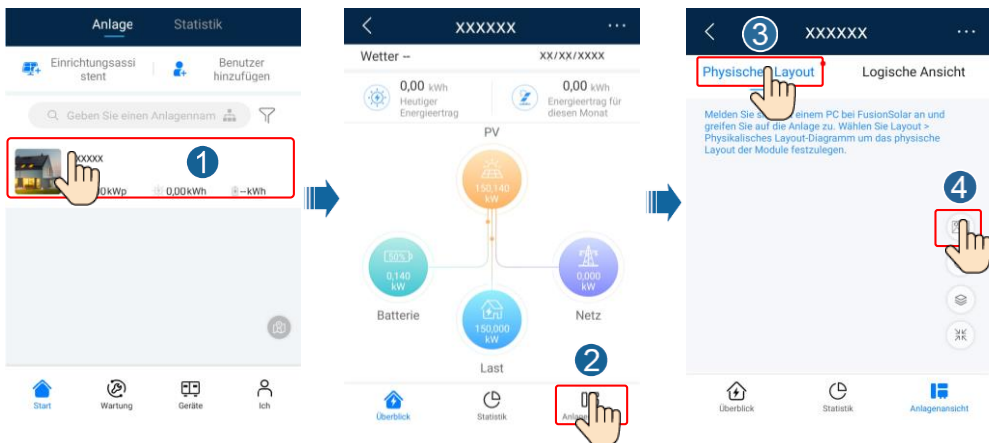 Anlage Statistik
Einrichtungsassi
stent
Benutzer
hinzufügen
Geben Sie einen Anlagennam
xxxxx
1
0kWp 0,00kWh --kWh
Start Wartung Geräte Ich
XXXXXX
Wetter -- XX/XX/XXXX
0,00 kWh
Heutiger
Energieertrag
0,00 kWh
Energieertrag für
diesen Monat
PV
150,140
kW
50%
0,140
kW
0,000
kW
Batterie
Netz
150,000
kW
Last
2
Überblick Statistik Anlage
3
XXXXXX
Physisches Layout Logische Ansicht
Melden Sie s einem PC bei FusionSolar an und
greifen Sie auf die Anlage zu. Wählen Sie Layout >
Physikalisches Layout-Diagramm um das physische
Layout der Module festzulegen.
4
Überblick Statistik Anlagenansicht